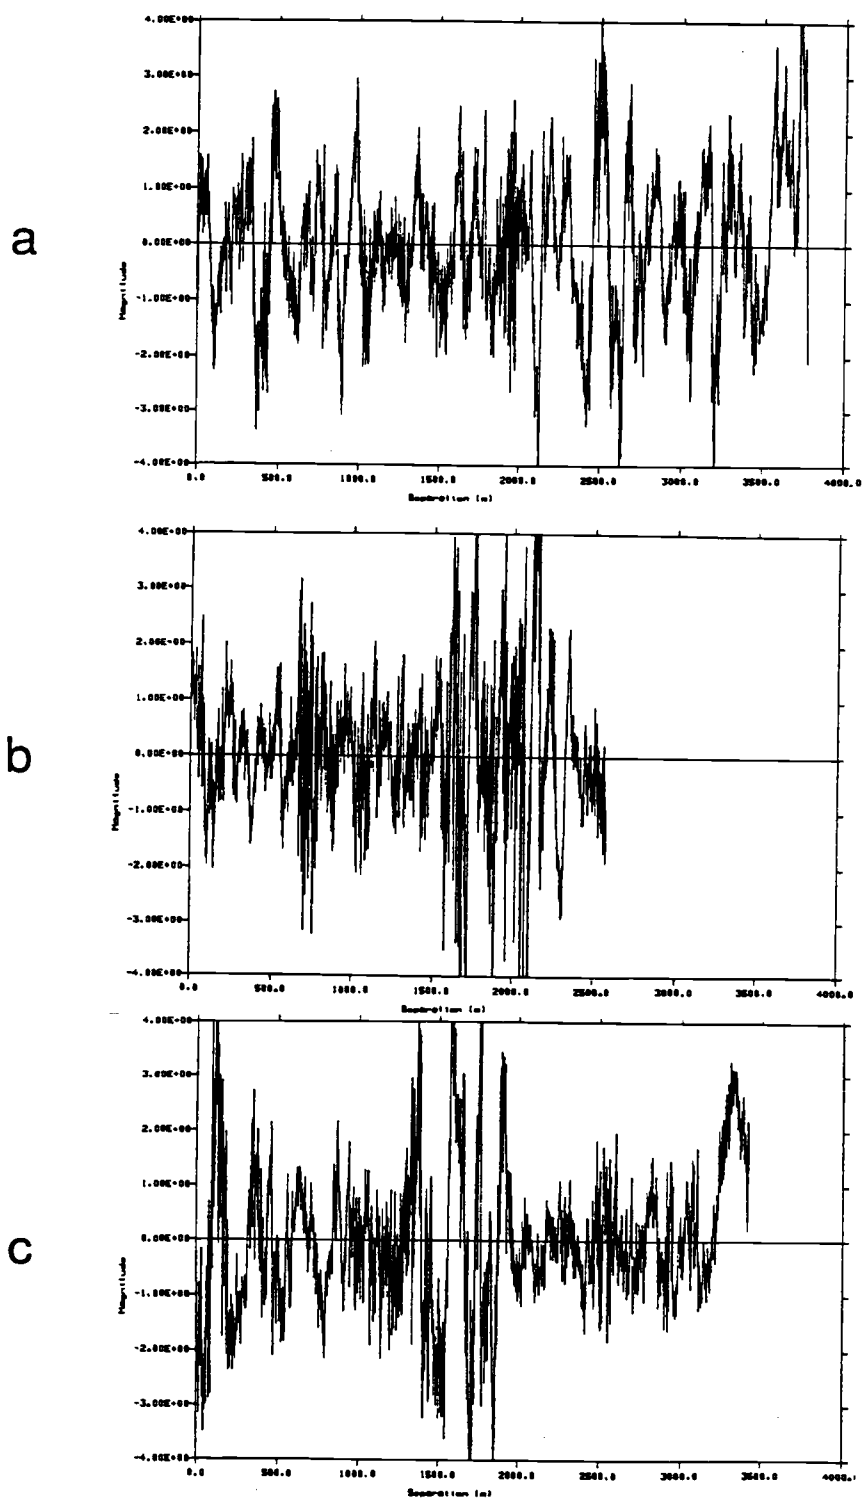 a
4.00E+00
3.00E+00
2.00E+00
1.00E+00
0.00E+00
-1.00E+00
-2.00E+00
-3.00E+00
-4.00E+00
Magnitude
0.0 500.0 1000.0 1500.0 2000.0 2500.0 3000.0 3500.0 4000.0
Separation (m)
b
4.00E+00
3.00E+00
2.00E+00
1.00E+00
0.00E+00
-1.00E+00
-2.00E+00
-3.00E+00
-4.00E+00
Magnitude
0.0 500.0 1000.0 1500.0 2000.0 2500.0 3000.0 3500.0 4000.0
Separation (m)
c
4.00E+00
3.00E+00
2.00E+00
1.00E+00
0.00E+00
-1.00E+00
-2.00E+00
-3.00E+00
-4.00E+00
Magnitude
0.0 500.0 1000.0 1500.0 2000.0 2500.0 3000.0 3500.0 4000.
Separation (m)